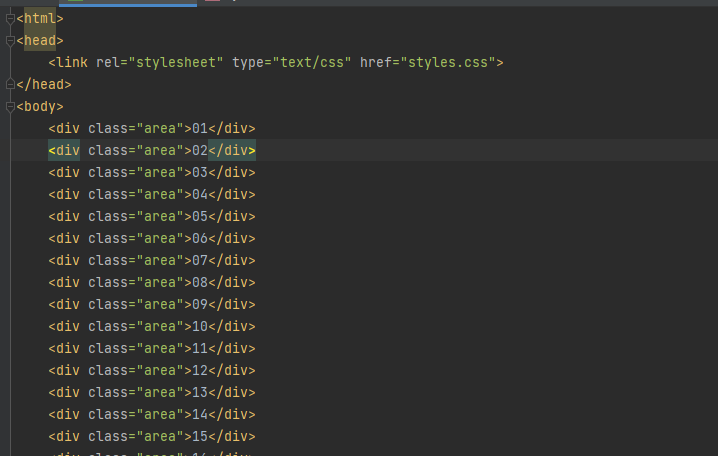 <html>
<head>
    <link rel="stylesheet" type="text/css" href="styles.css">
</head>
<body>
    <div class="area">01</div>
    <div class="area">02</div>
    <div class="area">03</div>
    <div class="area">04</div>
    <div class="area">05</div>
    <div class="area">06</div>
    <div class="area">07</div>
    <div class="area">08</div>
    <div class="area">09</div>
    <div class="area">10</div>
    <div class="area">11</div>
    <div class="area">12</div>
    <div class="area">13</div>
    <div class="area">14</div>
    <div class="area">15</div>